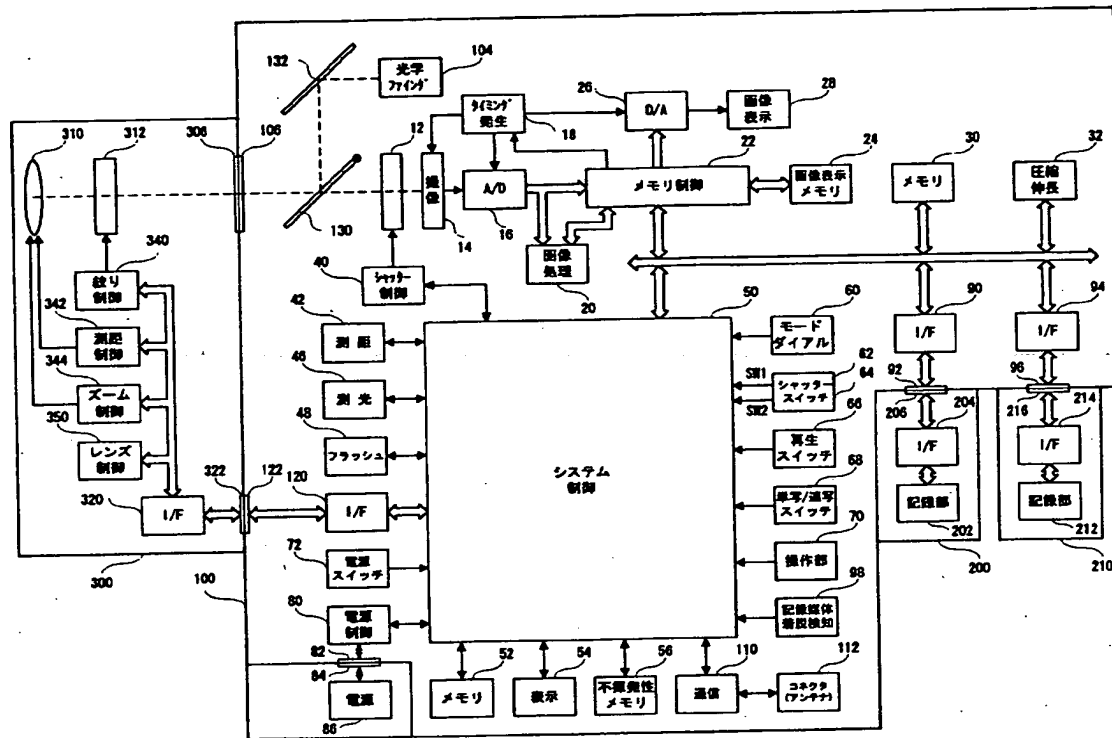 132
光学
ファインダ
104
26
D/A
画像
表示
28
タイミング
発生
18
310
312
306
106
12
22
24
30
32
撮
像
14
A/D
16
メモリ制御
画像表示
メモリ
メモリ
圧縮
伸長
130
画像
処理
20
340
絞り
制御
342
測距
制御
344
ズーム
制御
350
レンズ
制御
320
I/F
322
122
300
100
40
シャッター
制御
42
測 距
46
測 光
48
フラッシュ
120
I/F
72
電源
スイッチ
80
電源
制御
82
84
電源
86
50
システム
制御
60
モード
ダイアル
SW1
SW2
62
64
シャッター
スイッチ
66
再生
スイッチ
68
単写/連写
スイッチ
70
操作部
98
記録媒体
着脱検知
90
I/F
94
I/F
92
206
204
I/F
記録部
202
200
96
216
214
I/F
記録部
212
210
52
メモリ
54
表示
56
不揮発性
メモリ
110
通信
112
コネクタ
(アンテナ)